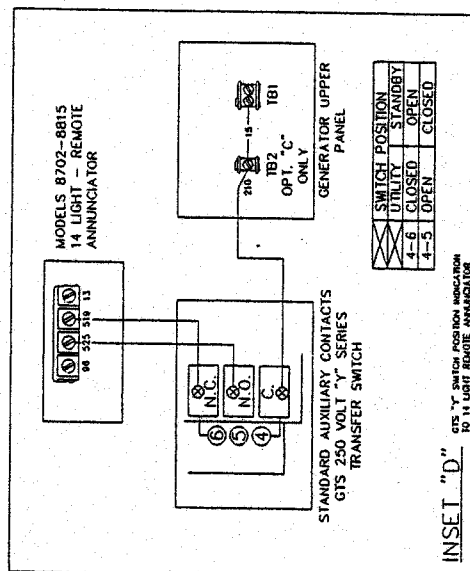 MODELS 8702-8815
14 LIGHT - REMOTE
ANNUNCIATOR
96 525 519 13
N.C.
N.O.
C.
6
5
4
STANDARD AUXILIARY CONTACTS
GTS 250 VOLT "Y" SERIES
TRANSFER SWITCH
210 15
TB2 TB1
OPT. "C"
ONLY
GENERATOR UPPER
PANEL
SWITCH POSITION
UTILITY STANDBY
4-6 CLOSED OPEN
4-5 OPEN CLOSED
INSET "D"
GTS "Y" SWITCH POSITION INDICATION
TO 14 LIGHT REMOTE ANNUNCIATOR